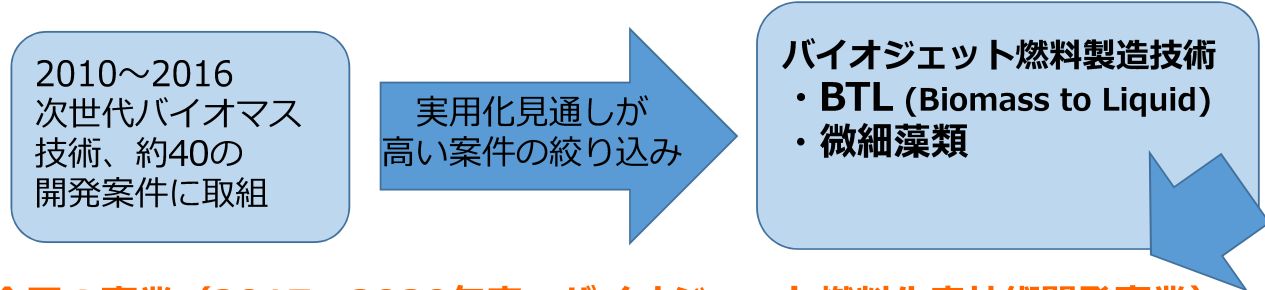 2010～2016
次世代バイオマス
技術、約40の
開発案件に取組
実用化見通しが
高い案件の絞り込み
バイオジェット燃料製造技術
・BTL (Biomass to Liquid)
・微細藻類